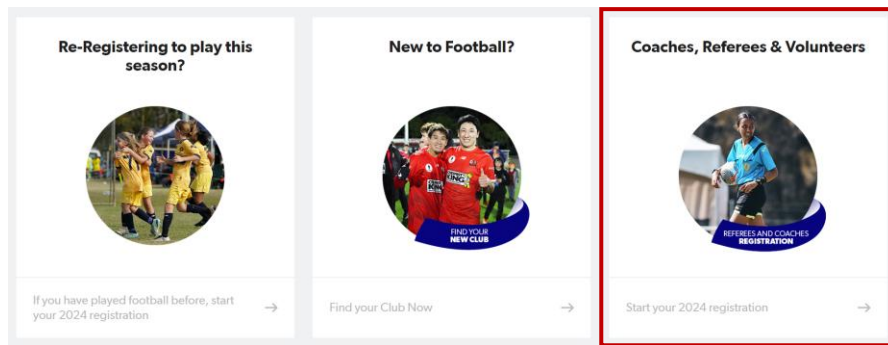 Re-Registering to play this
season?
New to Football?
Coaches, Referees & Volunteers
KING
FIND YOUR
NEW CLUB
REFEREES AND COACHES
REGISTRATION
If you have played football before, start
your 2024 registration
Find your Club Now
Start your 2024 registration